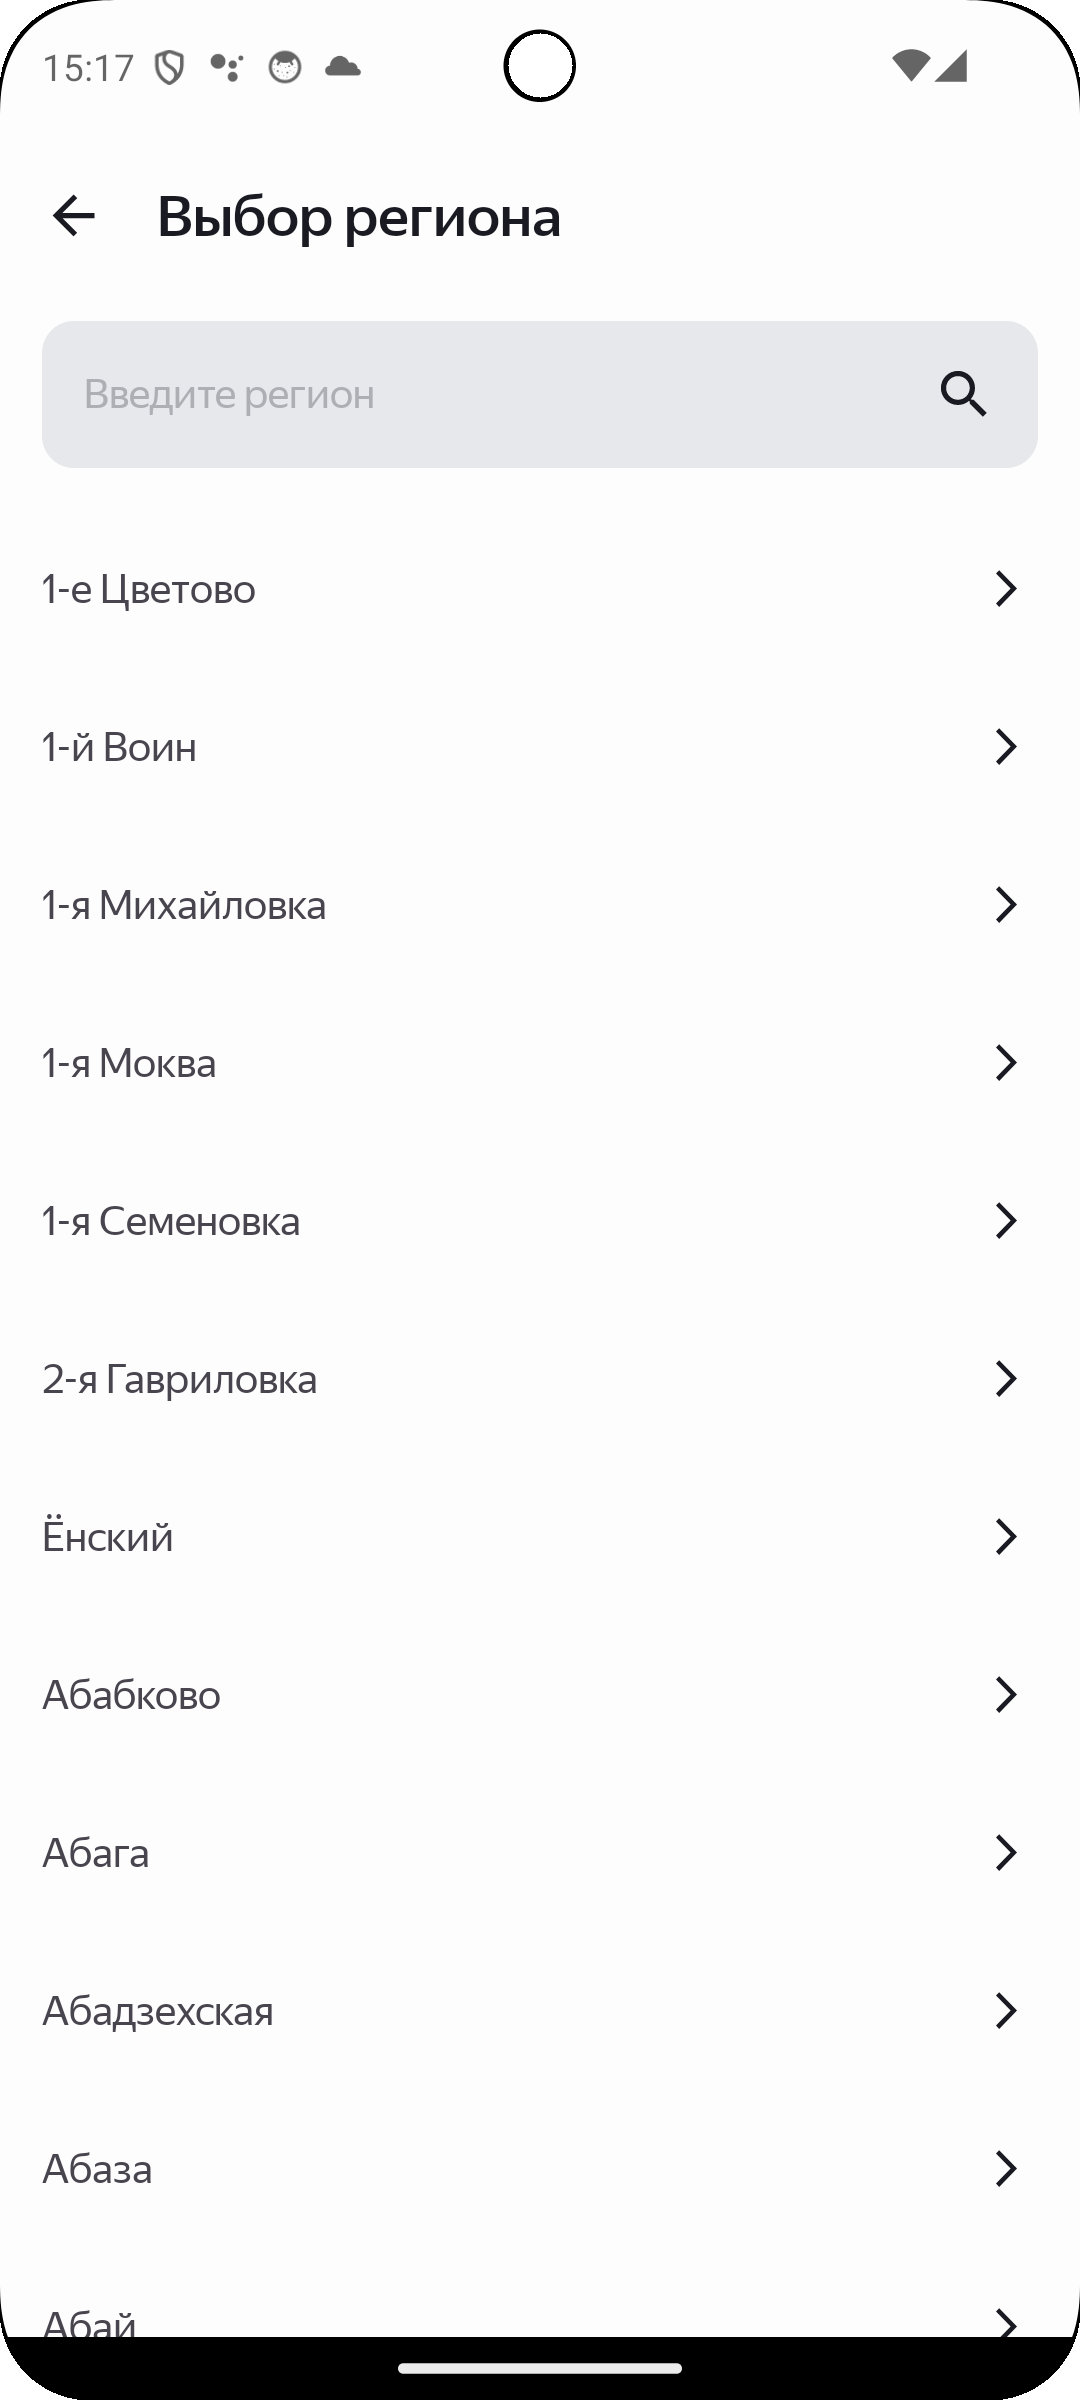 15:17
Выбор региона
Введите регион
1-е Цветово
1-й Воин
1-я Михайловка
1-я Моква
1-я Семеновка
2-я Гавриловка
Ёнский
Абабково
Абага
Абадзехская
Абаза
Абай